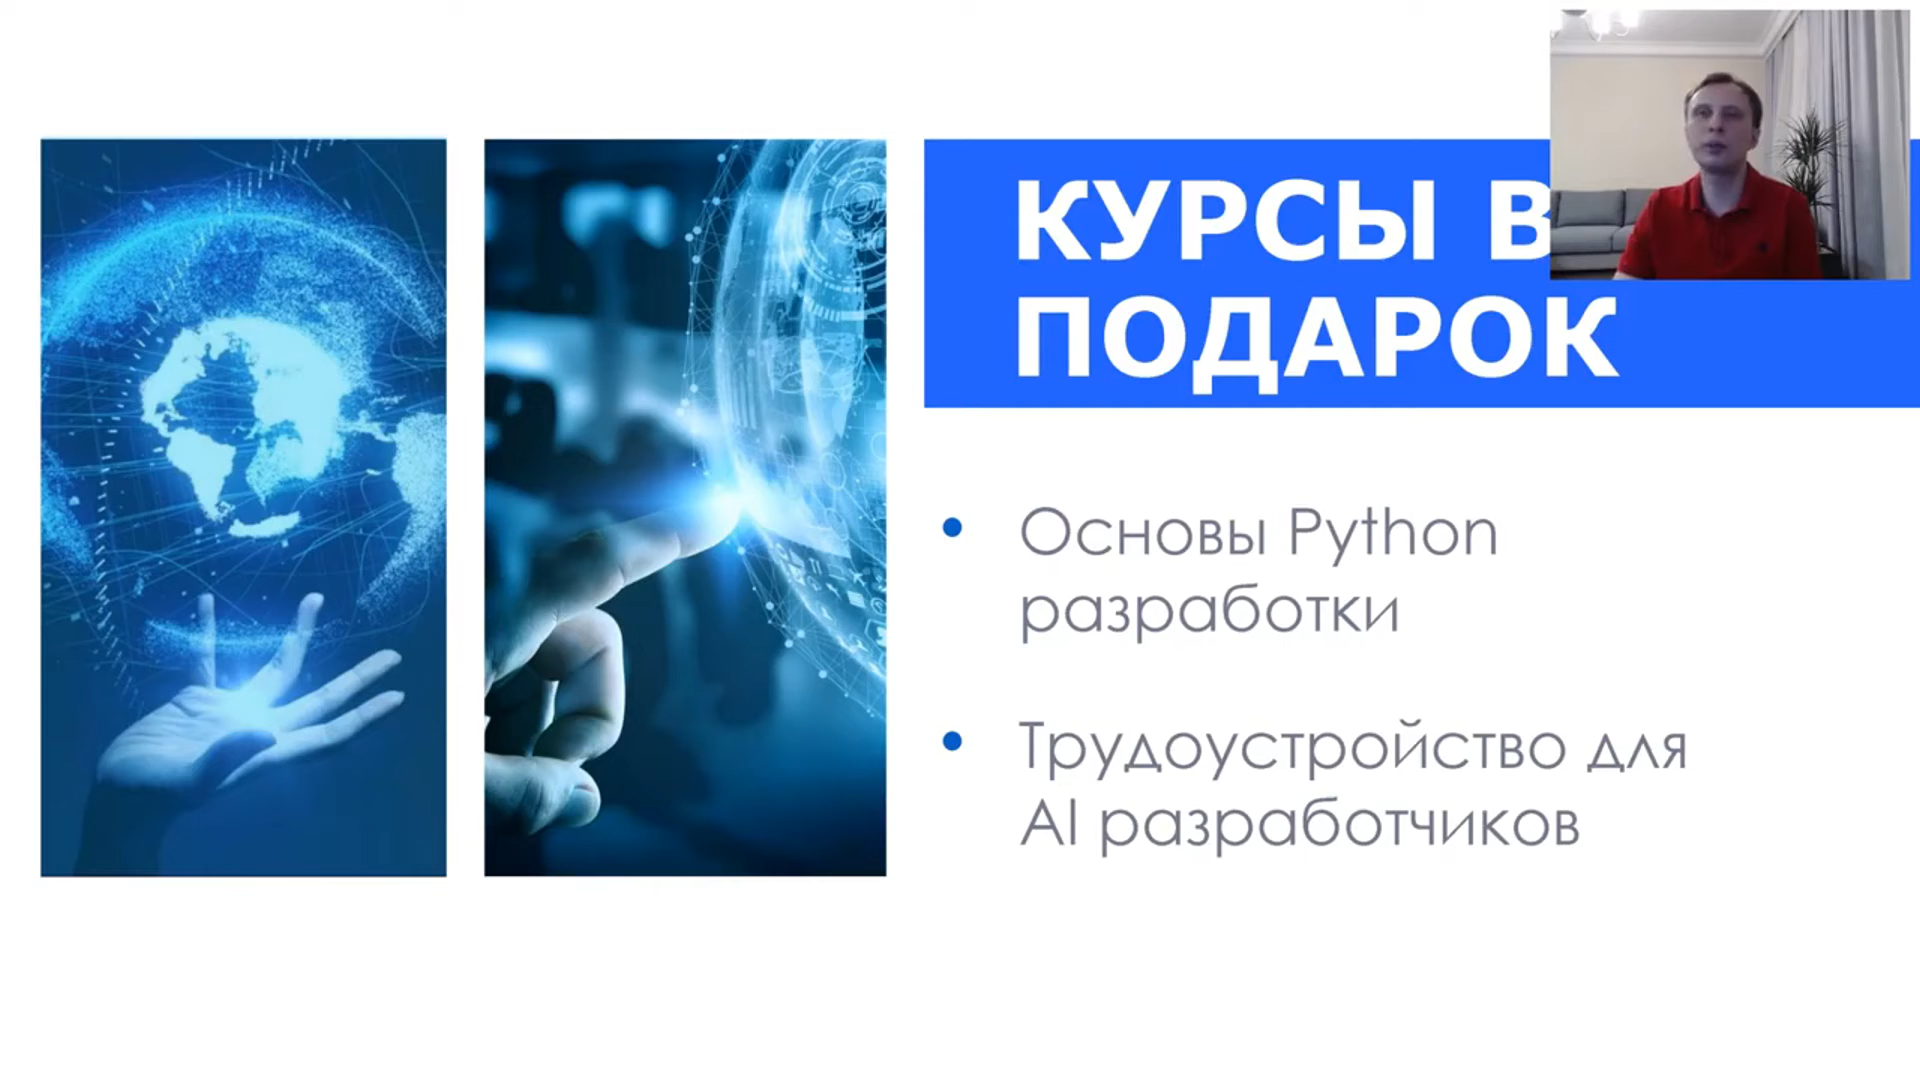 КУРСЫ В
ПОДАРОК
Основы Python
разработки
Трудоустройство для
AI разработчиков